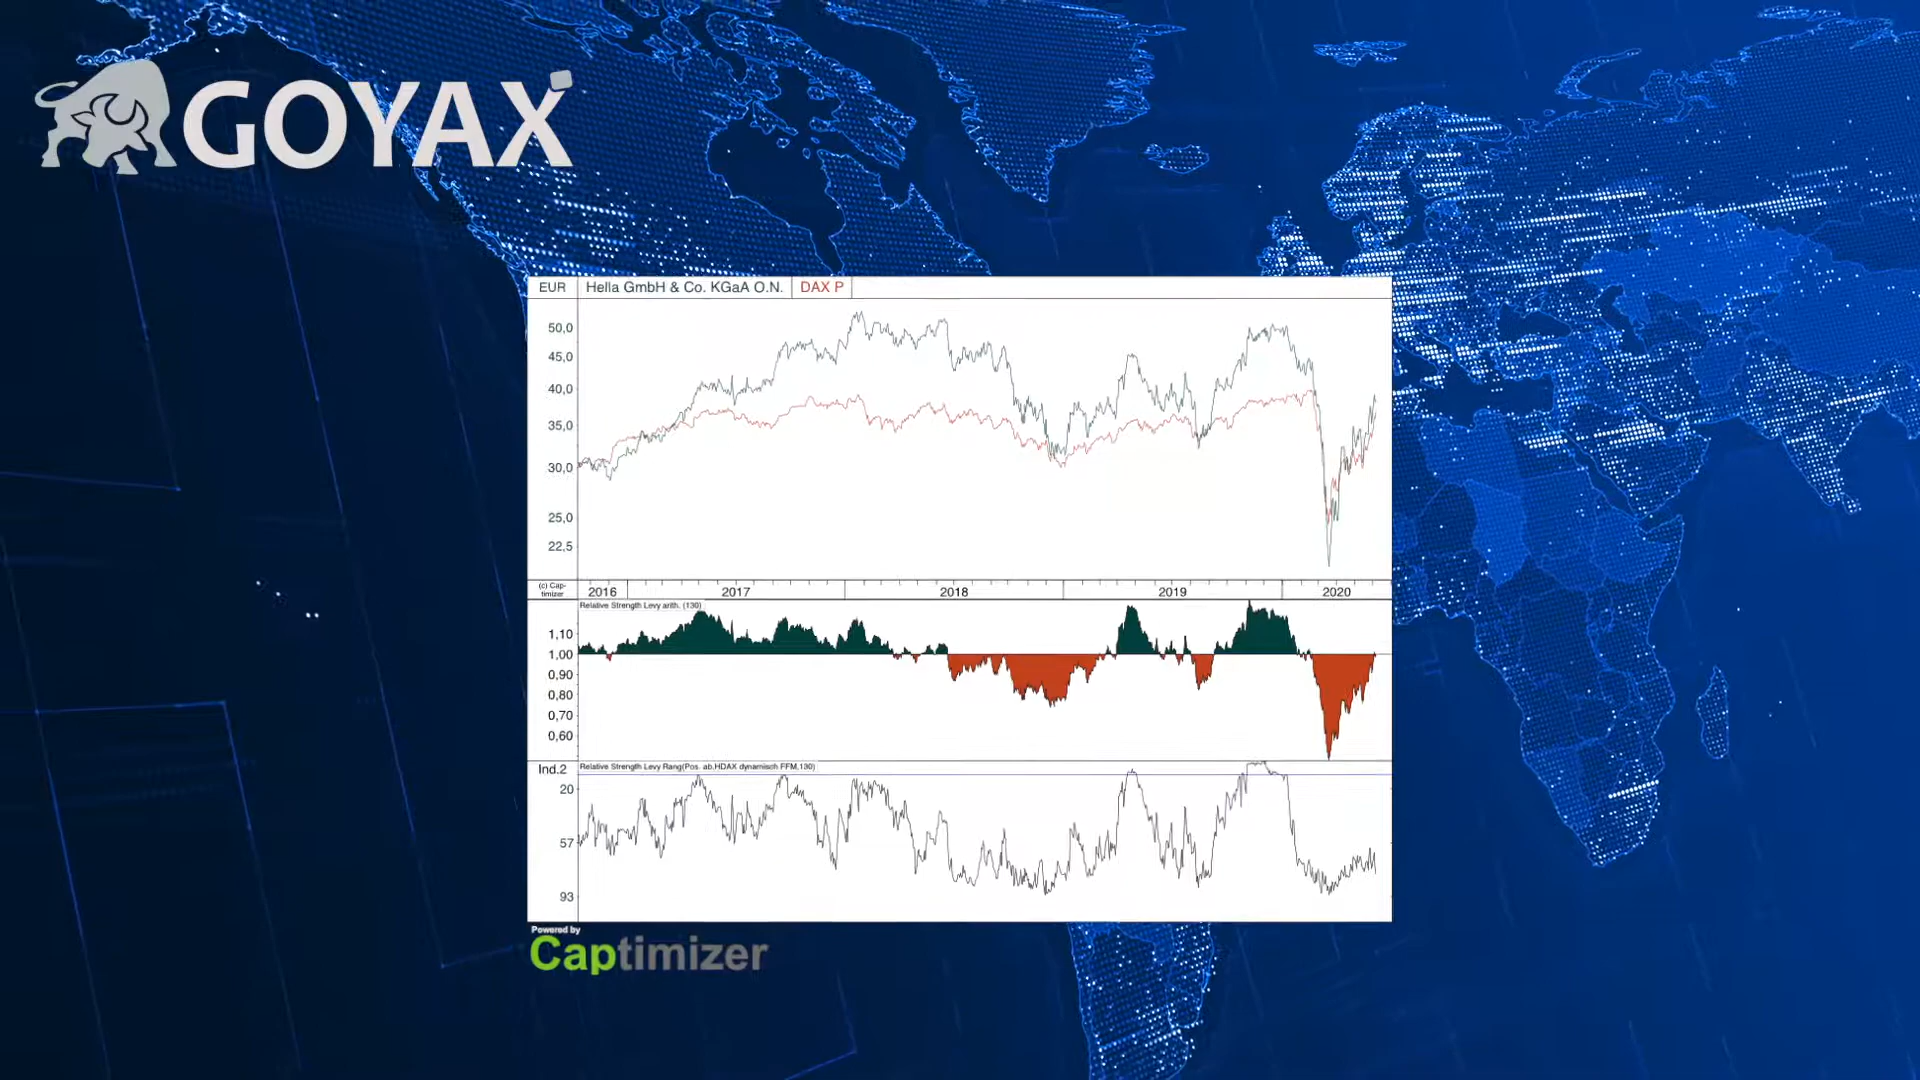 GOYAX
EUR Hella GmbH & Co. KGaA O.N. DAX P
50,0
45,0
40,0
35,0
30,0
25,0
22,5
(c) Cap-
timizer
2016 2017 2018 2019 2020
Relative Strength Levy arith. (130)
1,10
1,00
0,90
0,80
0,70
0,60
Ind.2 Relative Strength Levy Rang(Pos. ab,HDAX dynamisch FFM,130)
20
57
93
Powered by
Captimizer